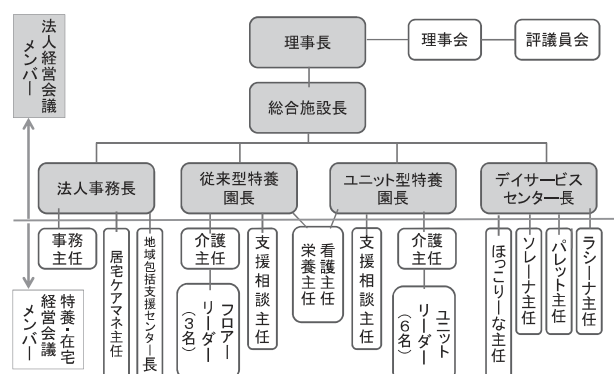 法人経営会議
メンバー
理事長
理事会
評議員会
総合施設長
法人事務長
従来型特養
園長
ユニット型特養
園長
デイサービス
センター長
事務
主任
居宅ケアマネ主任
地域包括支援センター長
介護
主任
フロアー
リーダー
(3名)
支援相談主任
看護主任
栄養主任
支援相談主任
介護
主任
ユニット
リーダー
(6名)
ほっこりーな主任
ソレーナ主任
パレット主任
ラシーナ主任
特養・在宅
経営会議
メンバー